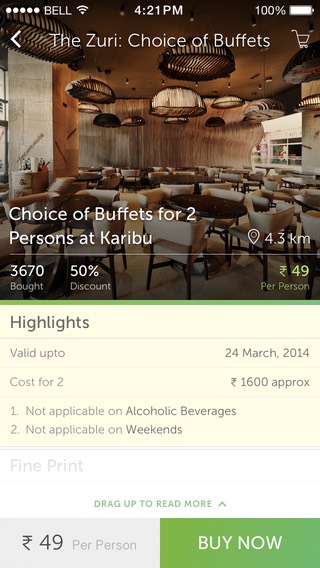 BELL 4:21PM 100%
The Zuri: Choice of Buffets
Choice of Buffets for 2
Persons at Karibu
4.3 km
3670 50% ₹ 49
Bought Discount Per Person
Highlights
Valid upto 24 March, 2014
Cost for 2 ₹ 1600 approx
1. Not applicable on Alcoholic Beverages
2. Not applicable on Weekends
Fine Print
DRAG UP TO READ MORE
₹ 49 Per Person BUY NOW